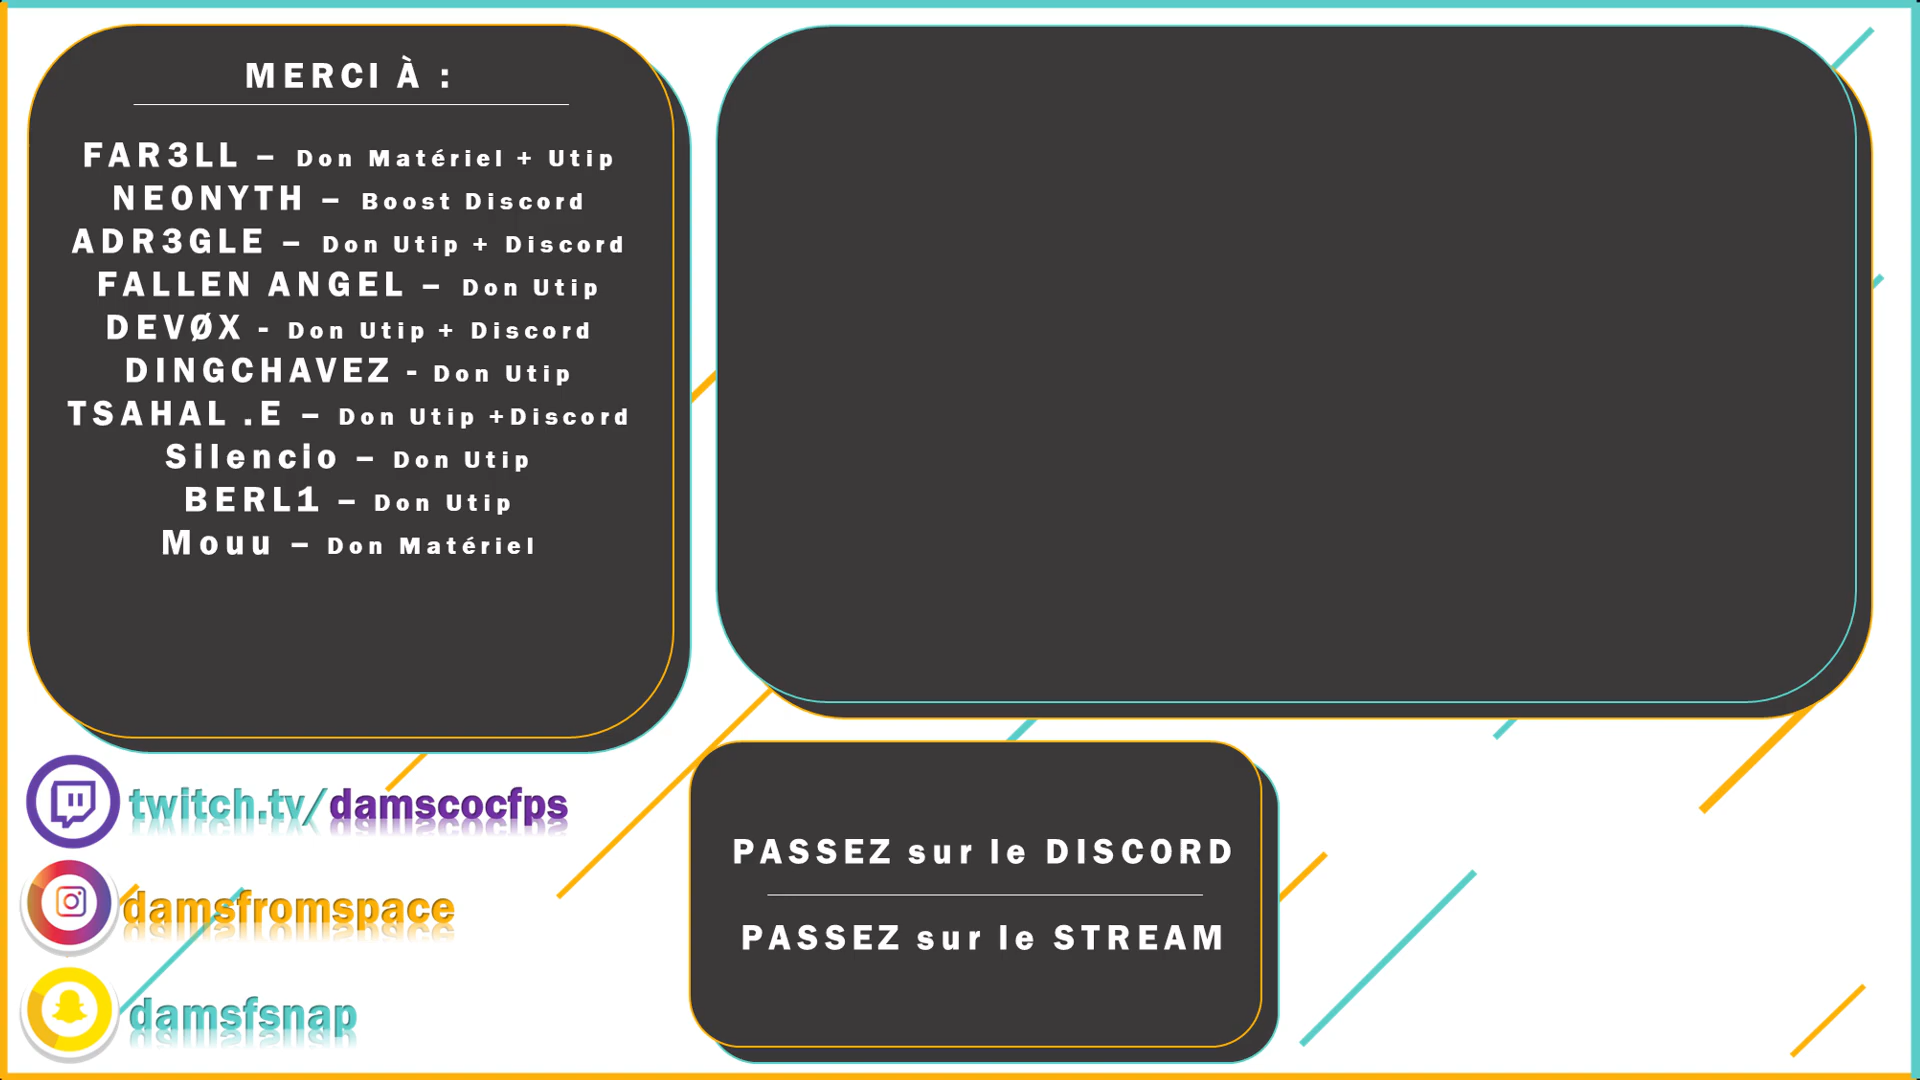 MERCI À :
FAR3LL – Don Matériel + Utip
NEONYTH – Boost Discord
ADR3GLE – Don Utip + Discord
FALLEN ANGEL – Don Utip
DEVØX - Don Utip + Discord
DINGCHAVEZ - Don Utip
TSAHAL .E – Don Utip +Discord
Silencio – Don Utip
BERL1 – Don Utip
Mouu – Don Matériel
twitch.tv/damscocfps
damsfromspace
damsfsnap
PASSEZ sur le DISCORD
PASSEZ sur le STREAM